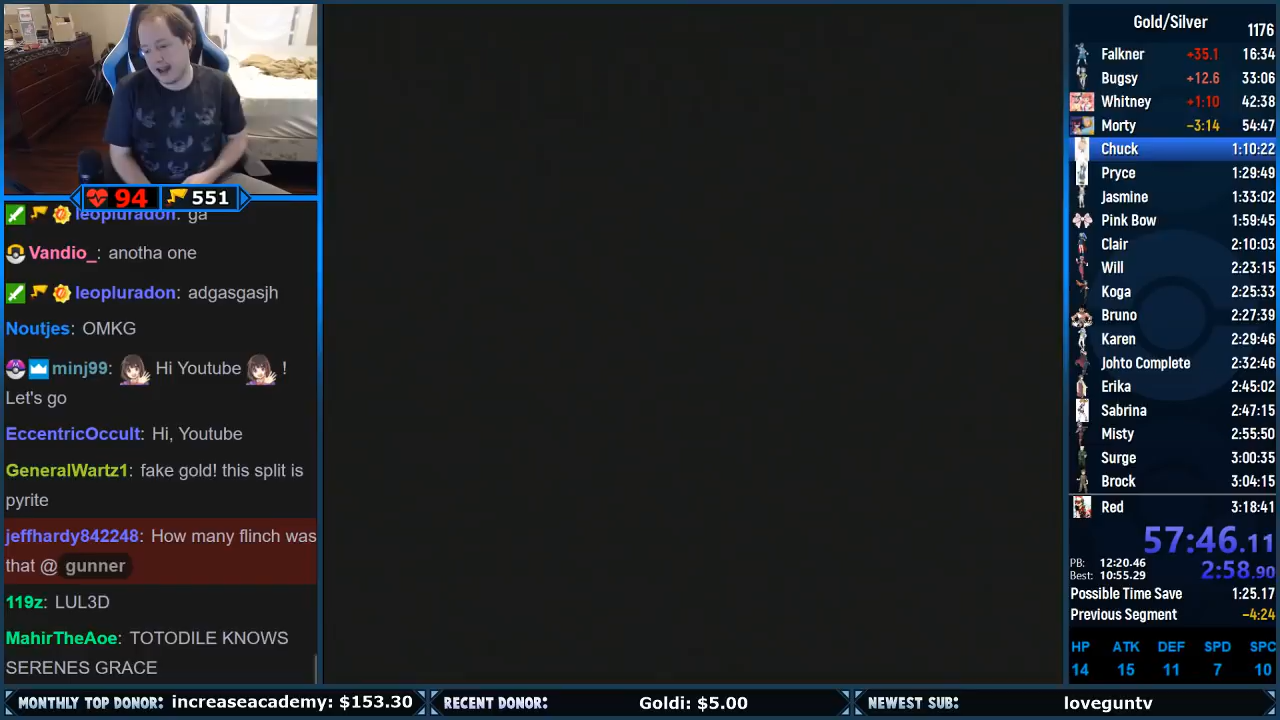 94
551
leopluradon: ga
Vandio_: anotha one
leopluradon: adgasgasjh
Noutjes: OMKG
minj99: Hi Youtube !
Let's go
EccentricOccult: Hi, Youtube
GeneralWartz1: fake gold! this split is
pyrite
jeffhardy842248: How many flinch was
that @ gunner
119z: LUL3D
MahirTheAoe: TOTODILE KNOWS
SERENES GRACE
Gold/Silver 1176
Falkner +35.1 16:34
Bugsy +12.6 33:06
Whitney +1:10 42:38
Morty −3:14 54:47
Chuck 1:10:22
Pryce 1:29:49
Jasmine 1:33:02
Pink Bow 1:59:45
Clair 2:10:03
Will 2:23:15
Koga 2:25:33
Bruno 2:27:39
Karen 2:29:46
Johto Complete 2:32:46
Erika 2:45:02
Sabrina 2:47:15
Misty 2:55:50
Surge 3:00:35
Brock 3:04:15
Red 3:18:41
57:46.11
PB: 12:20.46
Best: 10:55.29
2:58.90
Possible Time Save 1:25.17
Previous Segment −4:24
HP ATK DEF SPD SPC
14 15 11 7 10
MONTHLY TOP DONOR: increaseacademy: $153.30
RECENT DONOR: Goldi: $5.00
NEWEST SUB: loveguntv